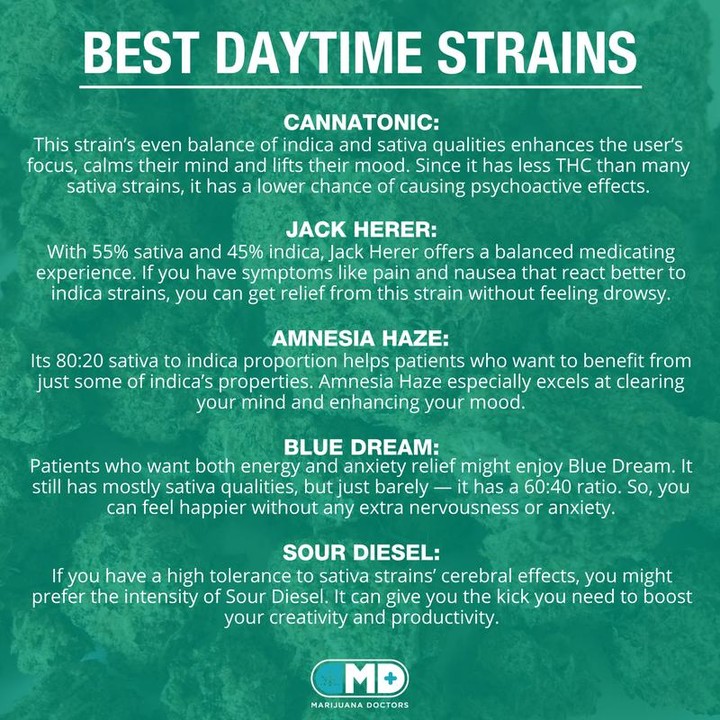 BEST DAYTIME STRAINS
CANNATONIC:
This strain’s even balance of indica and sativa qualities enhances the user’s
focus, calms their mind and lifts their mood. Since it has less THC than many
sativa strains, it has a lower chance of causing psychoactive effects.
JACK HERER:
With 55% sativa and 45% indica, Jack Herer offers a balanced medicating
experience. If you have symptoms like pain and nausea that react better to
indica strains, you can get relief from this strain without feeling drowsy.
AMNESIA HAZE:
Its 80:20 sativa to indica proportion helps patients who want to benefit from
just some of indica’s properties. Amnesia Haze especially excels at clearing
your mind and enhancing your mood.
BLUE DREAM:
Patients who want both energy and anxiety relief might enjoy Blue Dream. It
still has mostly sativa qualities, but just barely — it has a 60:40 ratio. So, you
can feel happier without any extra nervousness or anxiety.
SOUR DIESEL:
If you have a high tolerance to sativa strains’ cerebral effects, you might
prefer the intensity of Sour Diesel. It can give you the kick you need to boost
your creativity and productivity.
MD
MARIJUANA DOCTORS